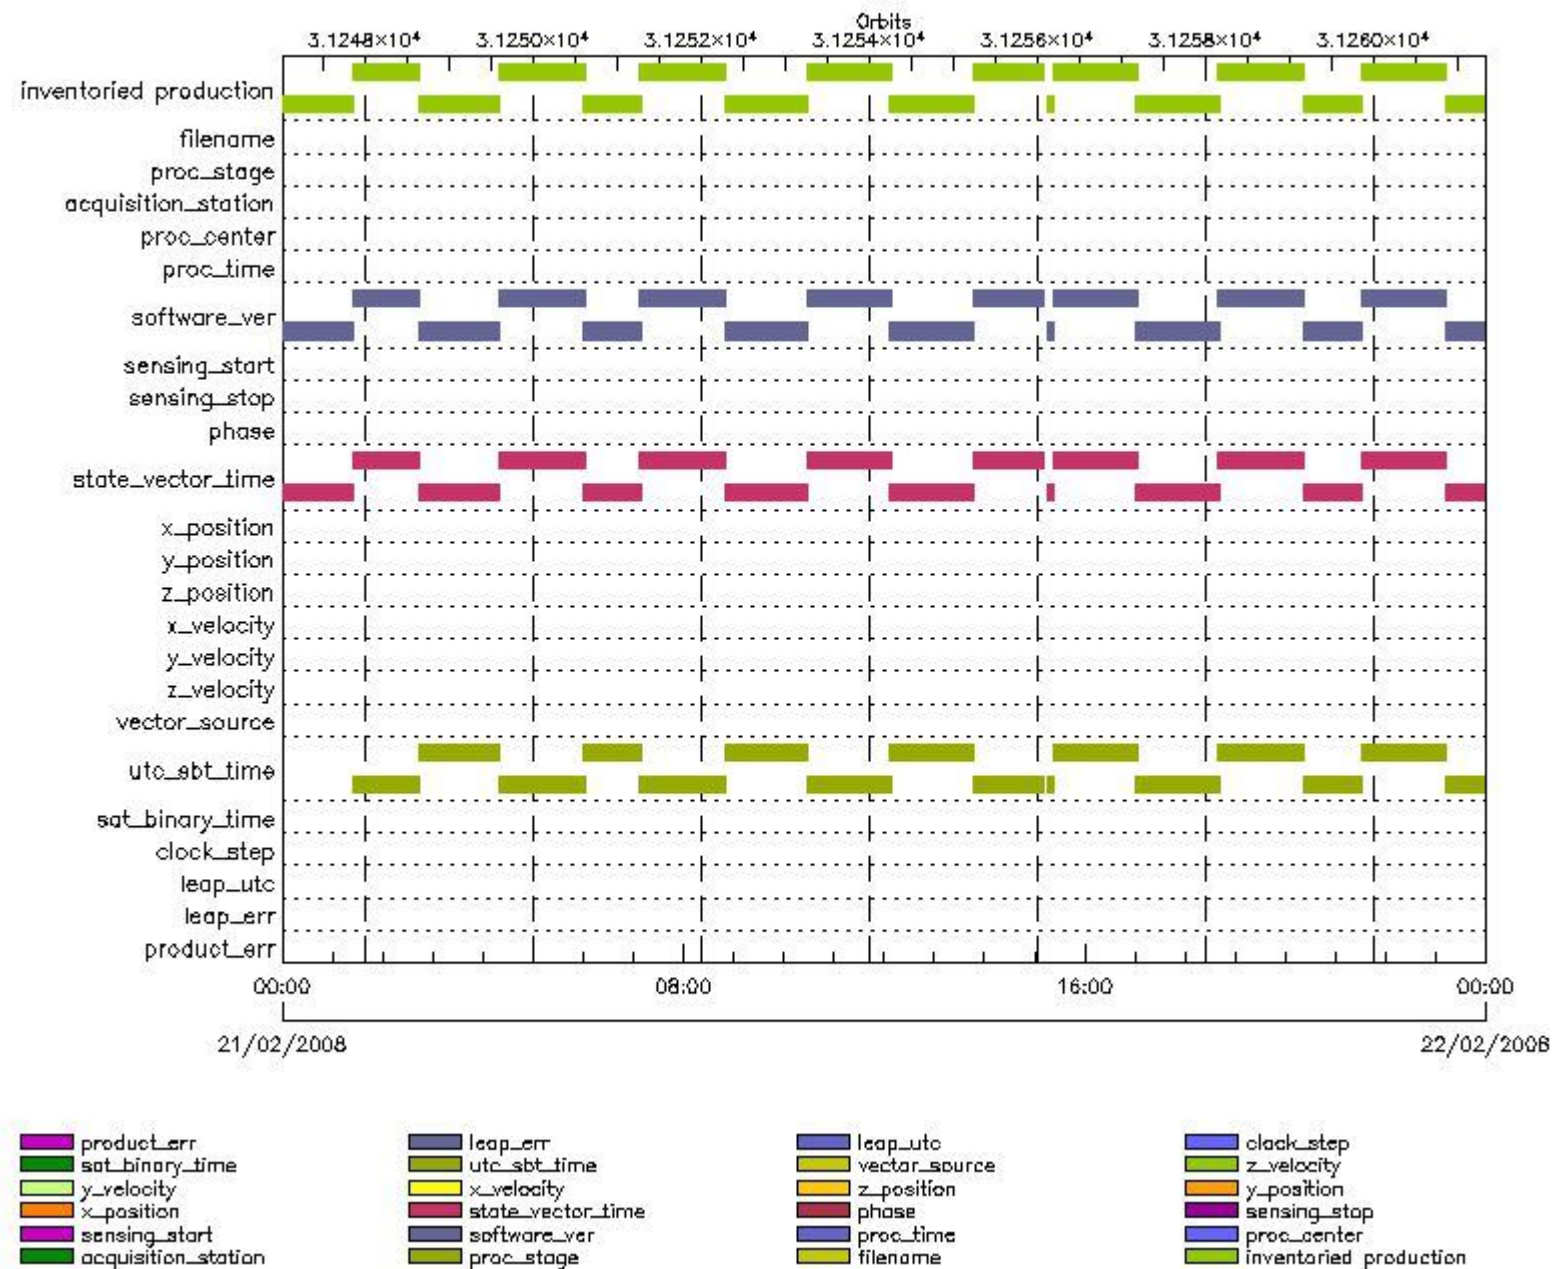 Orbits
3.1248×10⁴ 3.1250×10⁴ 3.1252×10⁴ 3.1254×10⁴ 3.1256×10⁴ 3.1258×10⁴ 3.1260×10⁴
inventoried production
filename
proc_stage
acquisition_station
proc_center
proc_time
software_ver
sensing_start
sensing_stop
phase
state_vector_time
x_position
y_position
z_position
x_velocity
y_velocity
z_velocity
vector_source
utc_sbt_time
sat_binary_time
clock_step
leap_utc
leap_err
product_err
00:00 08:00 16:00 00:00
21/02/2008 22/02/2008
product_err leap_err leap_utc clock_step
sat_binary_time utc_sbt_time vector_source z_velocity
y_velocity x_velocity z_position y_position
x_position state_vector_time phase sensing_stop
sensing_start software_ver proc_time proc_center
acquisition_station proc_stage filename inventoried production